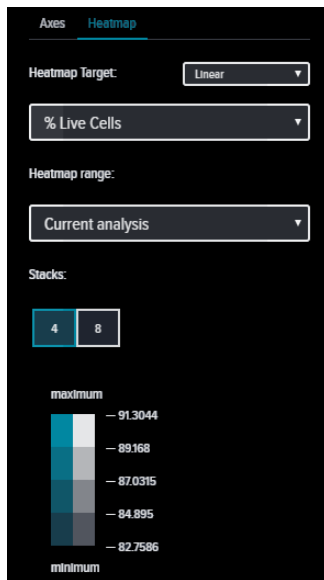 Axes Heatmap
Heatmap Target: Linear
% Live Cells
Heatmap range:
Current analysis
Stacks:
4 8
maximum
91.3044
89.168
87.0315
84.895
82.7586
minimum